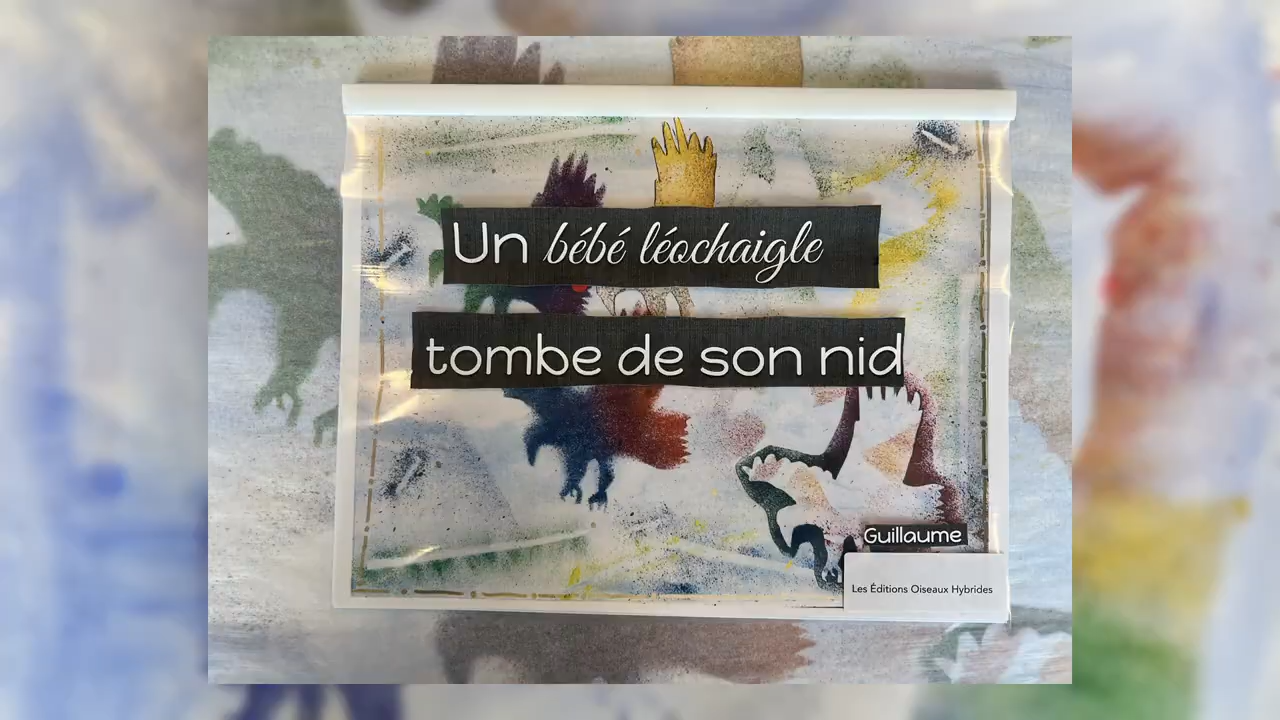 Un bébé léochaigle
tombe de son nid
Guillaume
Les Éditions Oiseaux Hybrides